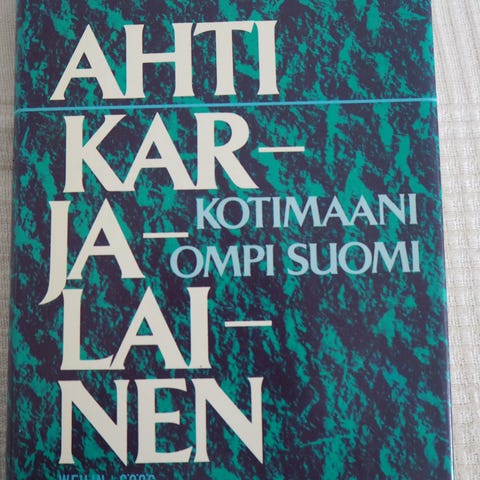 AHTI
KAR–
JA–
LAI–
NEN
KOTIMAANI
OMPI SUOMI